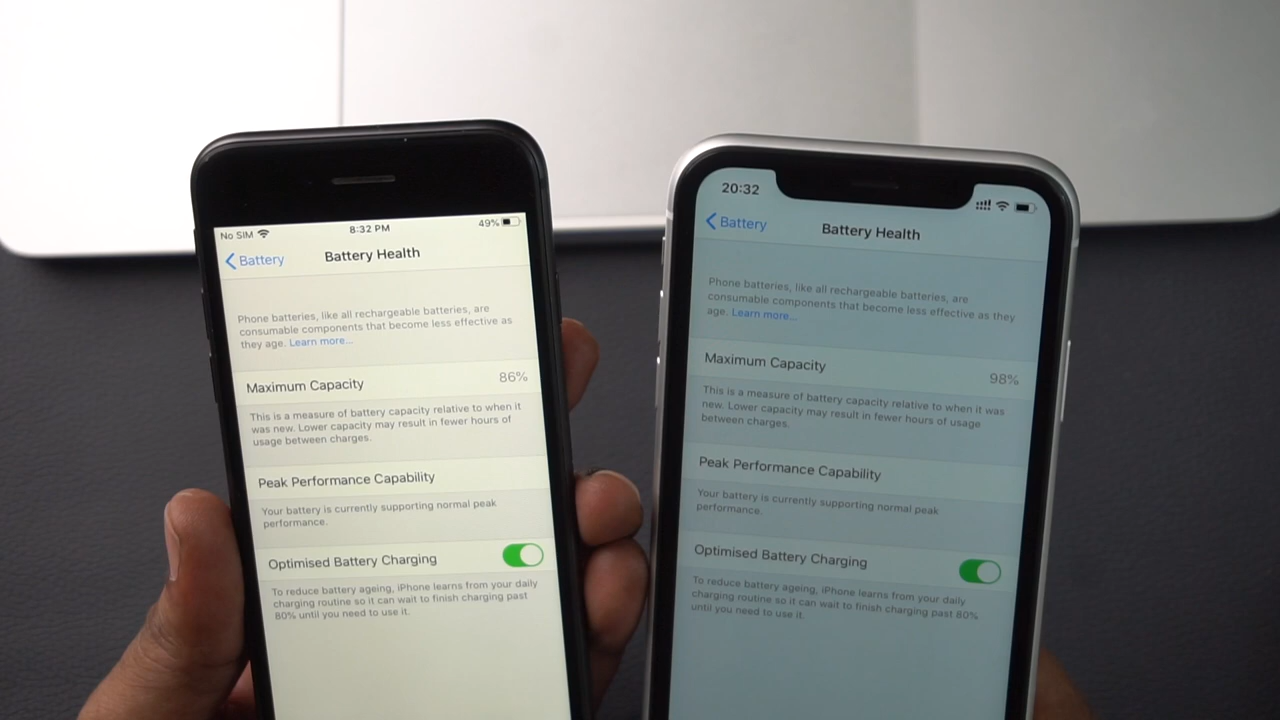 No SIM 8:32 PM 49%
Battery Battery Health
Phone batteries, like all rechargeable batteries, are
consumable components that become less effective as
they age. Learn more...
Maximum Capacity 86%
This is a measure of battery capacity relative to when it
was new. Lower capacity may result in fewer hours of
usage between charges.
Peak Performance Capability
Your battery is currently supporting normal peak
performance.
Optimised Battery Charging
To reduce battery ageing, iPhone learns from your daily
charging routine so it can wait to finish charging past
80% until you need to use it.
20:32
Battery Battery Health
Phone batteries, like all rechargeable batteries, are
consumable components that become less effective as they
age. Learn more...
Maximum Capacity 98%
This is a measure of battery capacity relative to when it was
new. Lower capacity may result in fewer hours of usage
between charges.
Peak Performance Capability
Your battery is currently supporting normal peak
performance.
Optimised Battery Charging
To reduce battery ageing, iPhone learns from your daily
charging routine so it can wait to finish charging past 80%
until you need to use it.